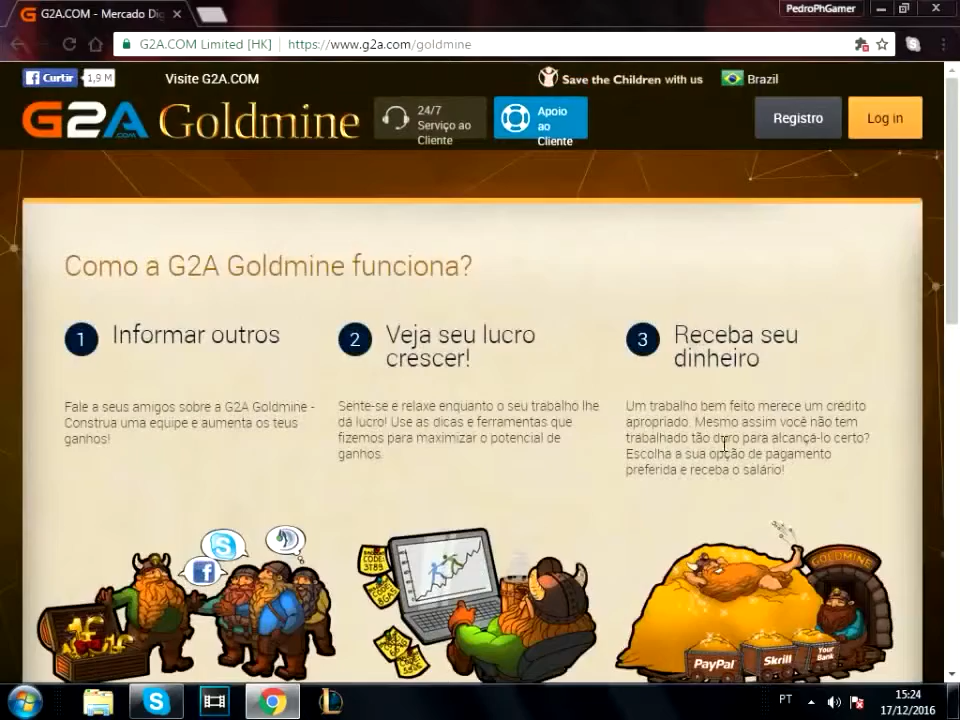 G2A.COM - Mercado Dig
PedroPhGamer
G2A.COM Limited [HK]
https://www.g2a.com/goldmine
Curtir
1,9 M
Visite G2A.COM
Save the Children with us
Brazil
G2A.COM Goldmine
24/7
Serviço ao
Cliente
Apoio
ao
Cliente
Registro
Log in
Como a G2A Goldmine funciona?
1 Informar outros
Fale a seus amigos sobre a G2A Goldmine -
Construa uma equipe e aumenta os teus
ganhos!
2 Veja seu lucro
crescer!
Sente-se e relaxe enquanto o seu trabalho lhe
dá lucro! Use as dicas e ferramentas que
fizemos para maximizar o potencial de
ganhos.
3 Receba seu
dinheiro
Um trabalho bem feito merece um crédito
apropriado. Mesmo assim você não tem
trabalhado tão duro para alcançá-lo certo?
Escolha a sua opção de pagamento
preferida e receba o salário!
CODE:
3T89
GOLDMINE
PayPal
Skrill
Your
Bank
PT
15:24
17/12/2016